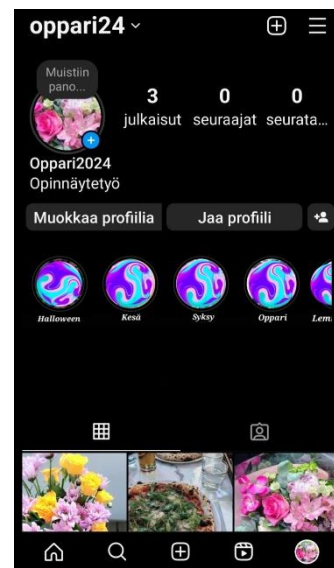 oppari24
Muistiin
pano...
3 0 0
julkaisut seuraajat seurata...
Oppari2024
Opinnäytetyö
Muokkaa profiilia Jaa profiili
Halloween Kesä Syksy Oppari Lem